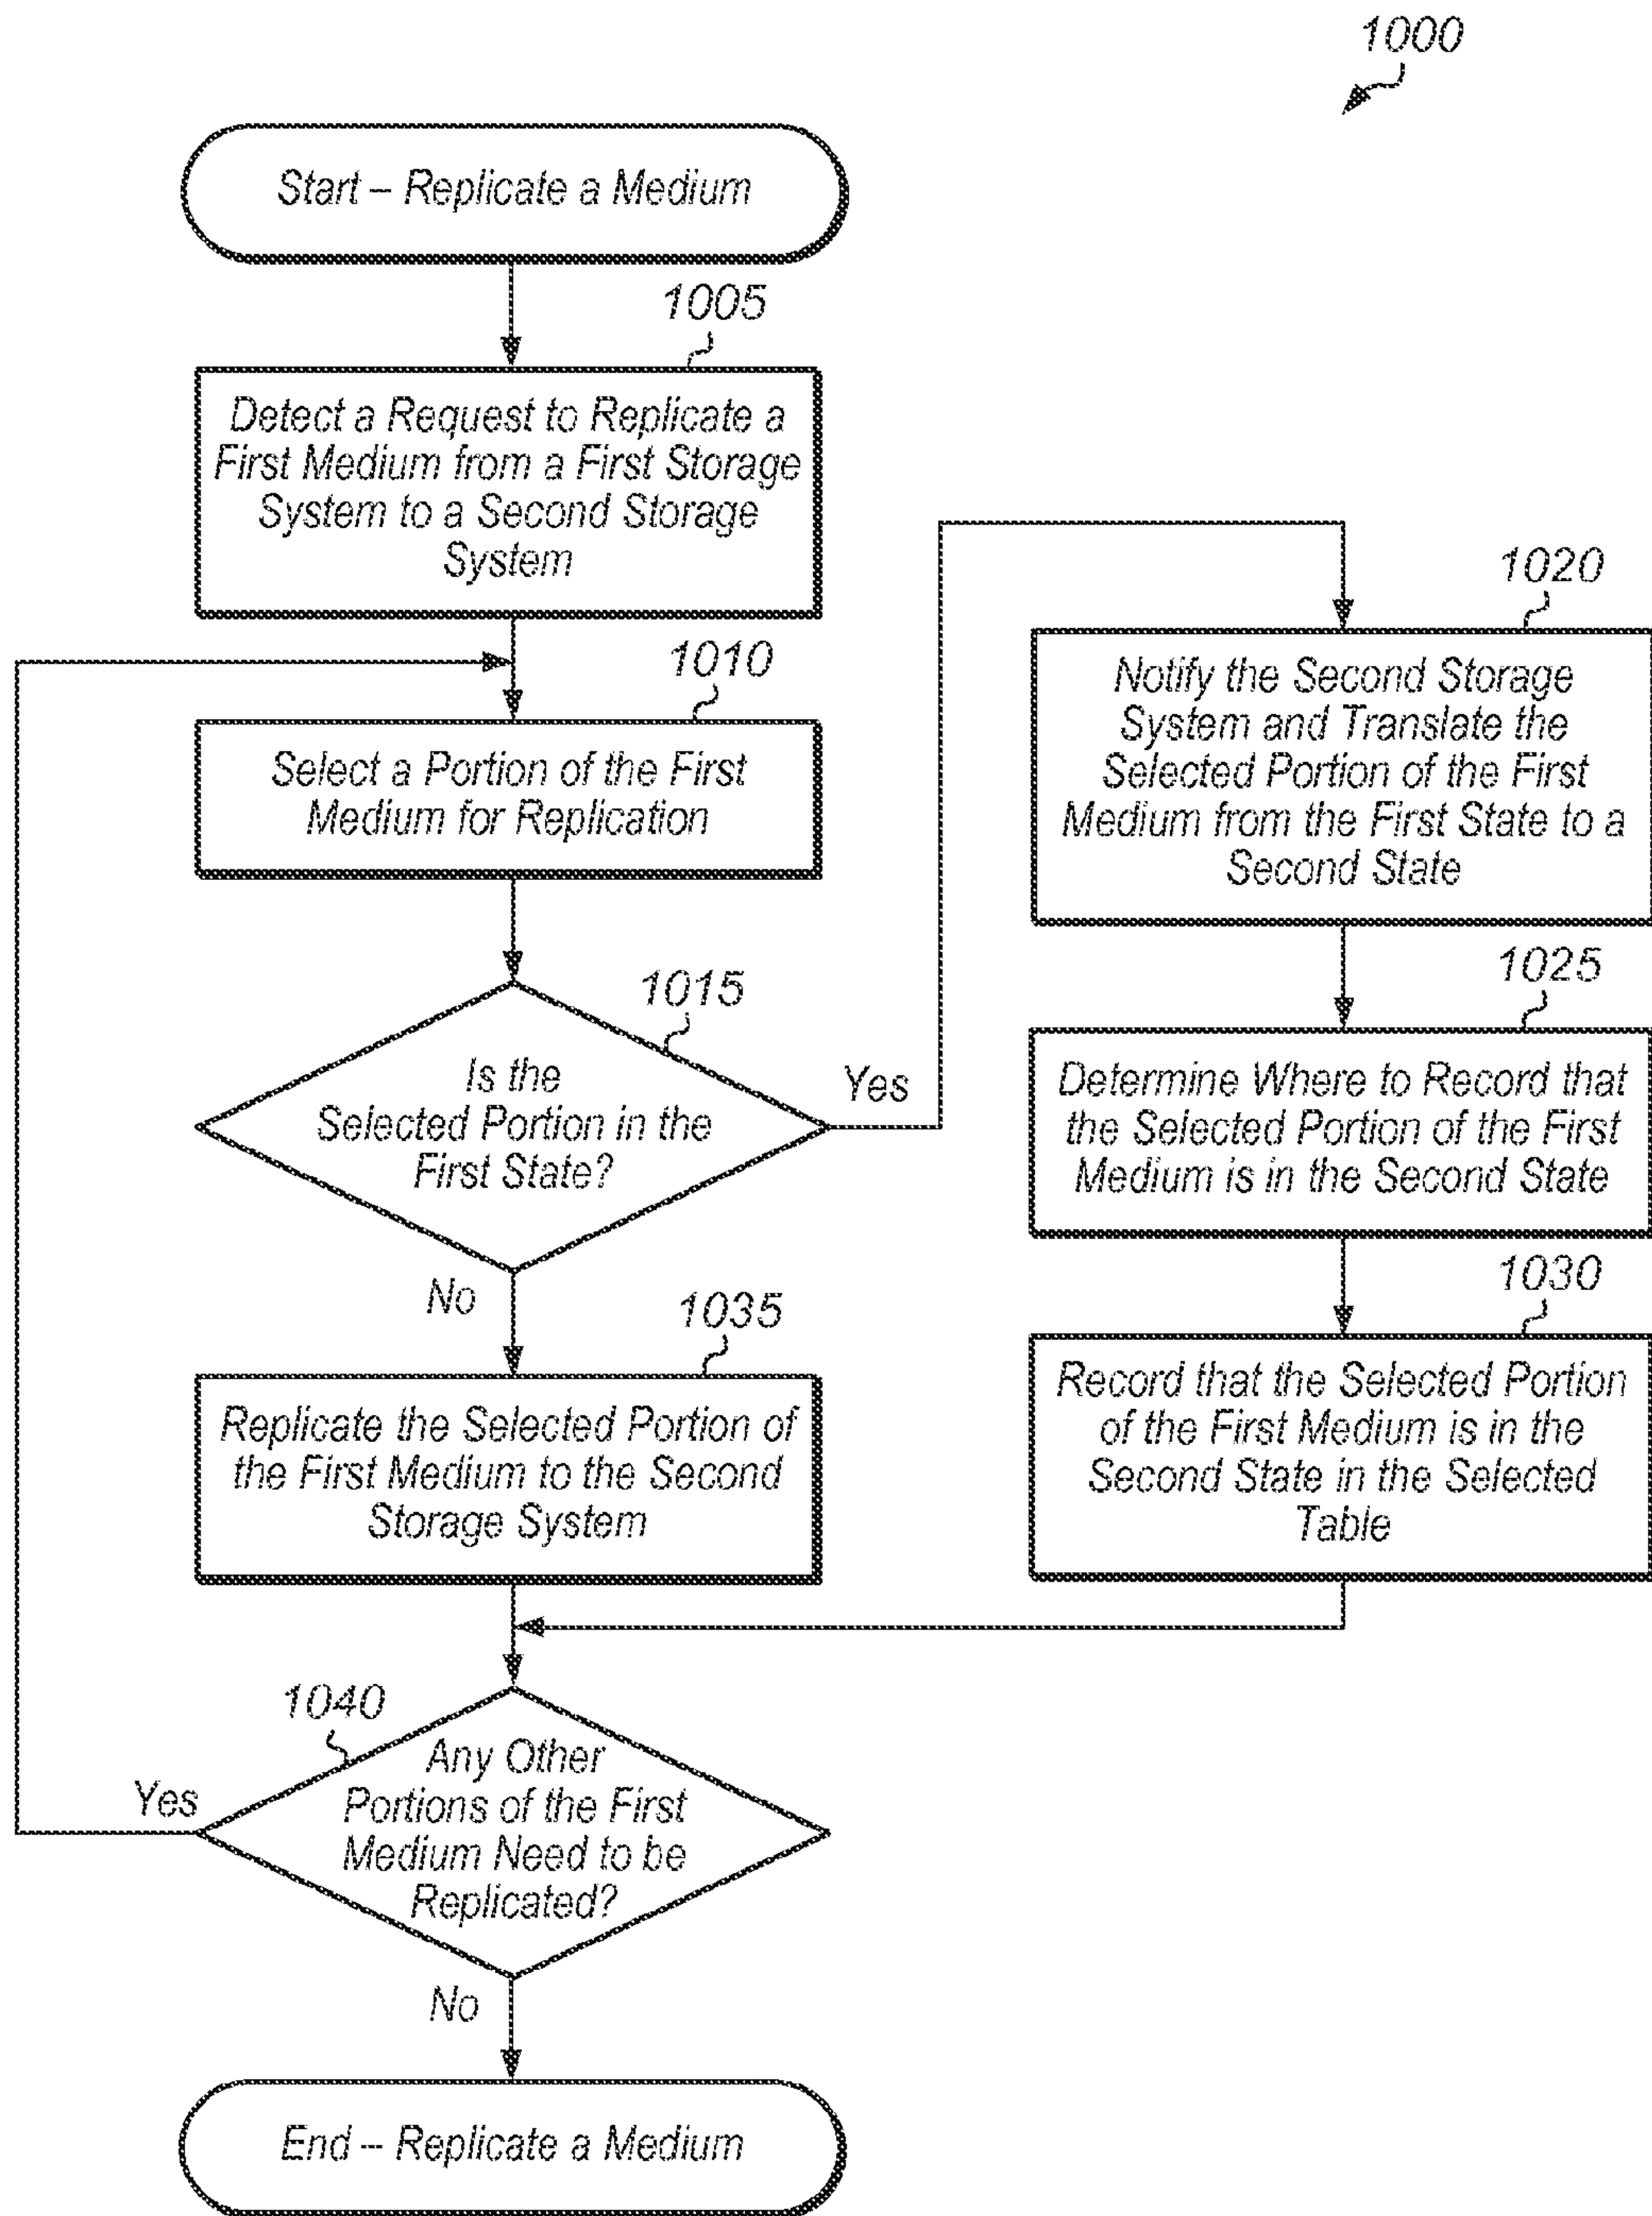 1000
Start – Replicate a Medium
1005
Detect a Request to Replicate a
First Medium from a First Storage
System to a Second Storage
System
1010
Select a Portion of the First
Medium for Replication
1015
Is the
Selected Portion in the
First State?
Yes
No
1020
Notify the Second Storage
System and Translate the
Selected Portion of the First
Medium from the First State to a
Second State
1025
Determine Where to Record that
the Selected Portion of the First
Medium is in the Second State
1030
Record that the Selected Portion
of the First Medium is in the
Second State in the Selected
Table
1035
Replicate the Selected Portion of
the First Medium to the Second
Storage System
1040
Any Other
Portions of the First
Medium Need to be
Replicated?
Yes
No
End – Replicate a Medium